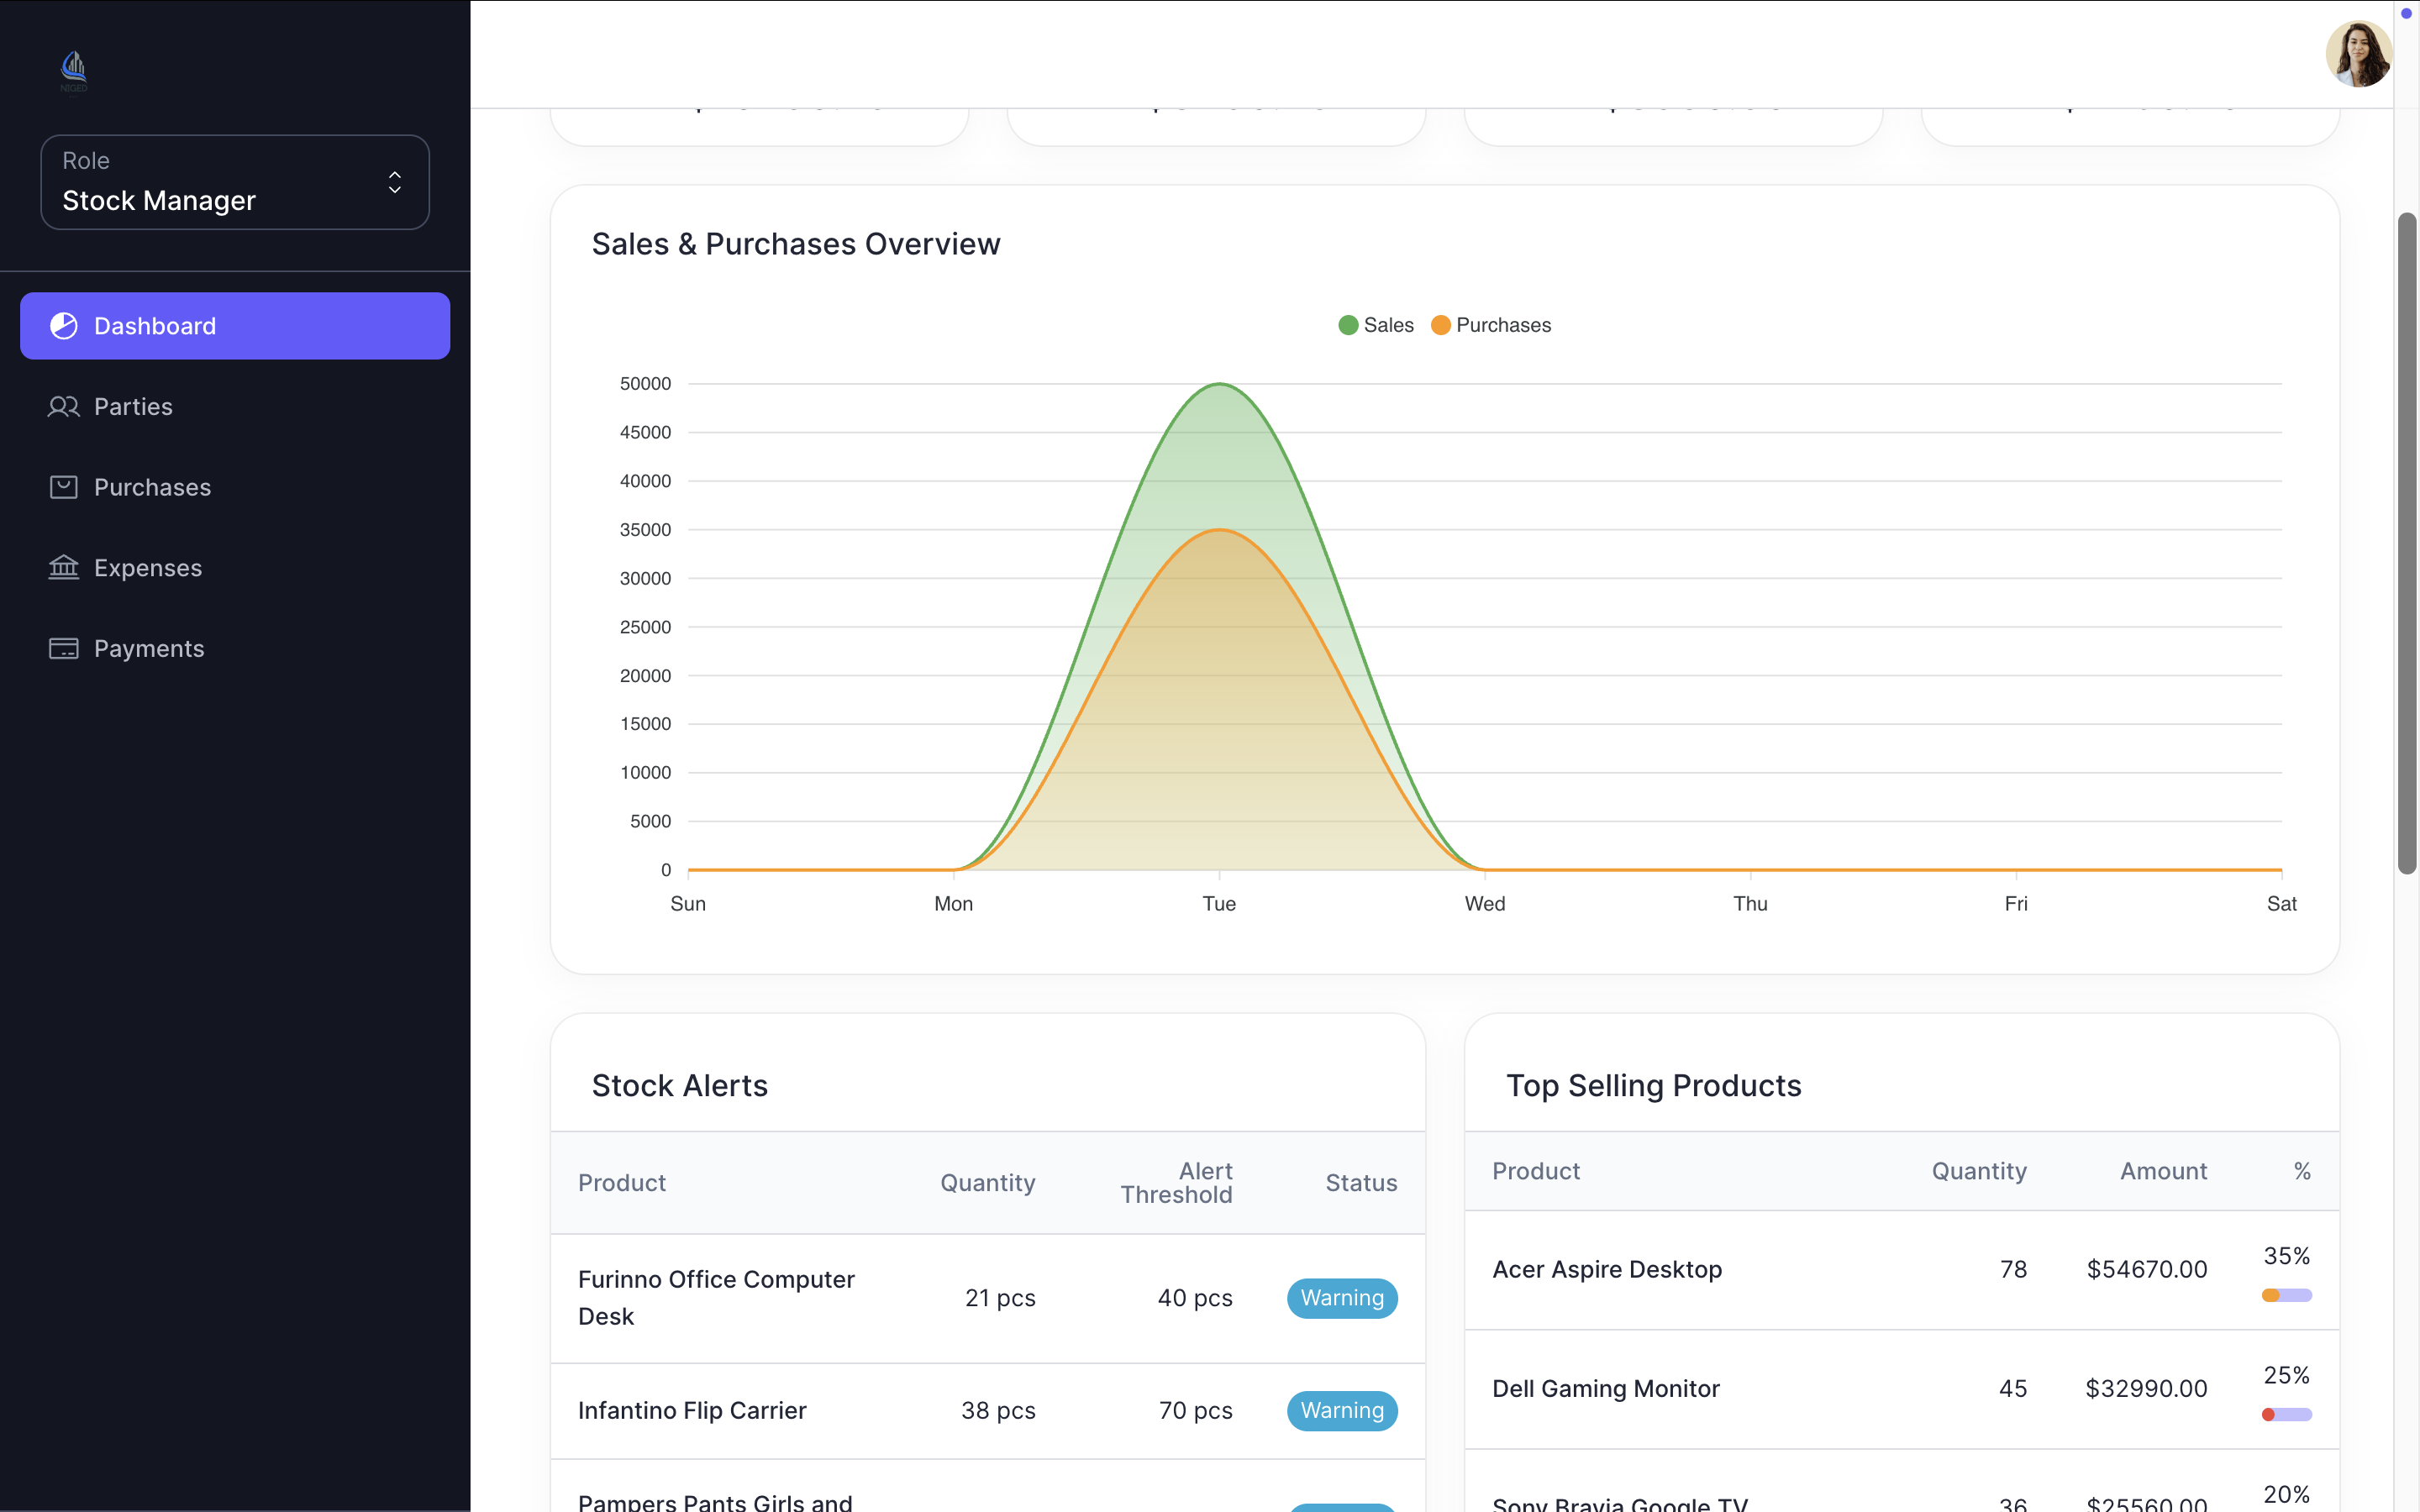 NIGED
Role
Stock Manager
Dashboard
Parties
Purchases
Expenses
Payments
Sales & Purchases Overview
Sales Purchases
50000
45000
40000
35000
30000
25000
20000
15000
10000
5000
0
Sun Mon Tue Wed Thu Fri Sat
Stock Alerts
Product Quantity Alert Threshold Status
Furinno Office Computer
Desk
21 pcs 40 pcs Warning
Infantino Flip Carrier 38 pcs 70 pcs Warning
Pampers Pants Girls and
Top Selling Products
Product Quantity Amount %
Acer Aspire Desktop 78 $54670.00 35%
Dell Gaming Monitor 45 $32990.00 25%
Sony Bravia Google TV 36 $25560.00 20%